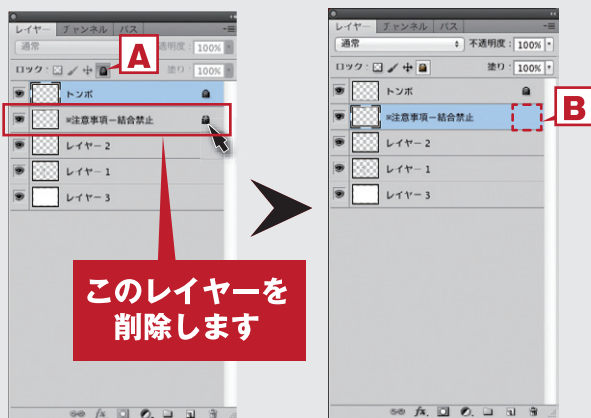 レイヤー チャンネル パス
通常 不透明度: 100%
A
ロック: 塗り: 100%
トンボ
※注意事項ー結合禁止
レイヤー 2
レイヤー 1
レイヤー 3
このレイヤーを
削除します
fx
レイヤー チャンネル パス
通常 不透明度: 100%
ロック: 塗り: 100%
トンボ
B
※注意事項ー結合禁止
レイヤー 2
レイヤー 1
レイヤー 3
fx